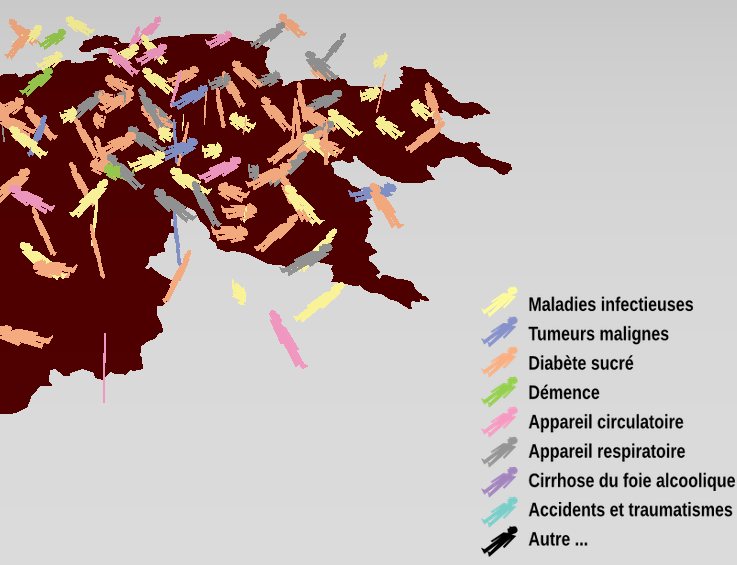 Maladies infectieuses
Tumeurs malignes
Diabète sucré
Démence
Appareil circulatoire
Appareil respiratoire
Cirrhose du foie alcoolique
Accidents et traumatismes
Autre ...